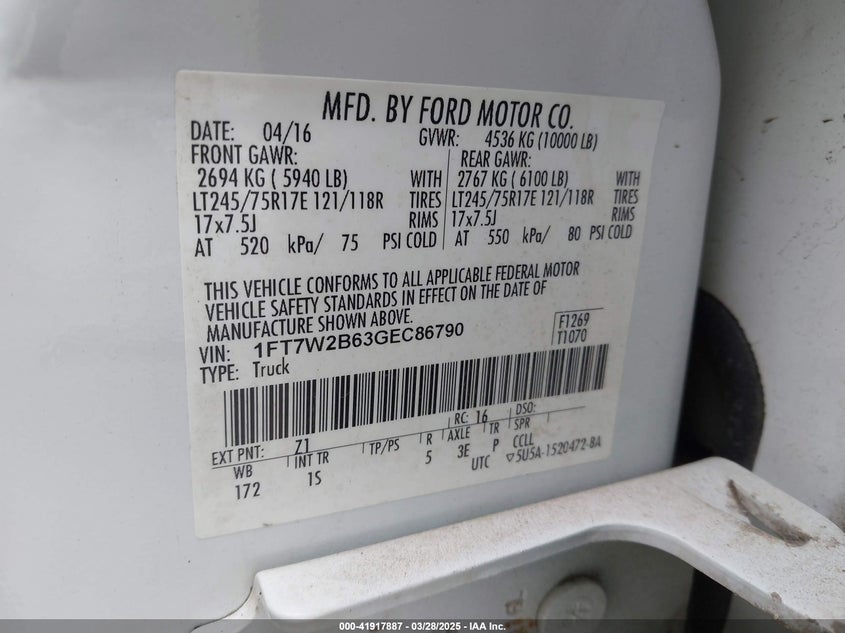 MFD. BY FORD MOTOR CO.
DATE: 04/16 GVWR: 4536 KG (10000 LB)
FRONT GAWR: REAR GAWR:
2694 KG ( 5940 LB) WITH 2767 KG ( 6100 LB) WITH
LT245/75R17E 121/118R TIRES LT245/75R17E 121/118R TIRES
17x7.5J RIMS 17x7.5J RIMS
AT 520 kPa/ 75 PSI COLD AT 550 kPa/ 80 PSI COLD
THIS VEHICLE CONFORMS TO ALL APPLICABLE FEDERAL MOTOR
VEHICLE SAFETY STANDARDS IN EFFECT ON THE DATE OF
MANUFACTURE SHOWN ABOVE.
VIN: 1FT7W2B63GEC86790 F1269
TYPE: Truck T1070
EXT PNT: Z1 RC: 16 DSO:
WB INT TR TP/PS R AXLE TR SPR
172 1S 5 3E P CCLL
UTC ▽5U5A-1520472-BA
000-41917887 | 03/28/2025 | IAA Inc.